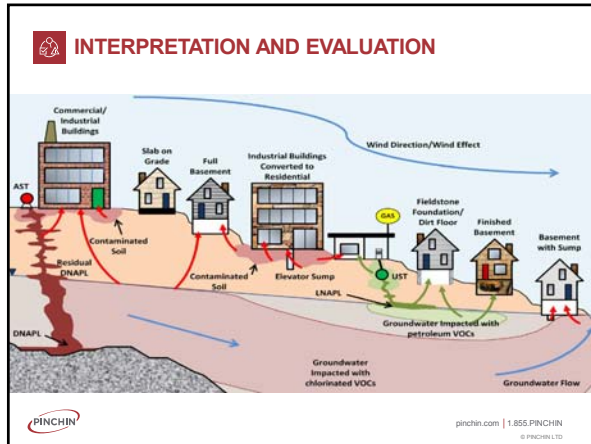 INTERPRETATION AND EVALUATION
Commercial/
Industrial
Buildings
Wind Direction/Wind Effect
AST
Slab on
Grade
Full
Basement
Industrial Buildings
Converted to
Residential
GAS
Fieldstone
Foundation/
Dirt Floor
Finished
Basement
Basement
with Sump
Contaminated
Soil
Residual
DNAPL
Contaminated
Soil
Elevator Sump
UST
LNAPL
Groundwater Impacted with
petroleum VOCs
DNAPL
Groundwater
Impacted with
chlorinated VOCs
Groundwater Flow
PINCHIN
pinchin.com | 1.855.PINCHIN
© PINCHIN LTD